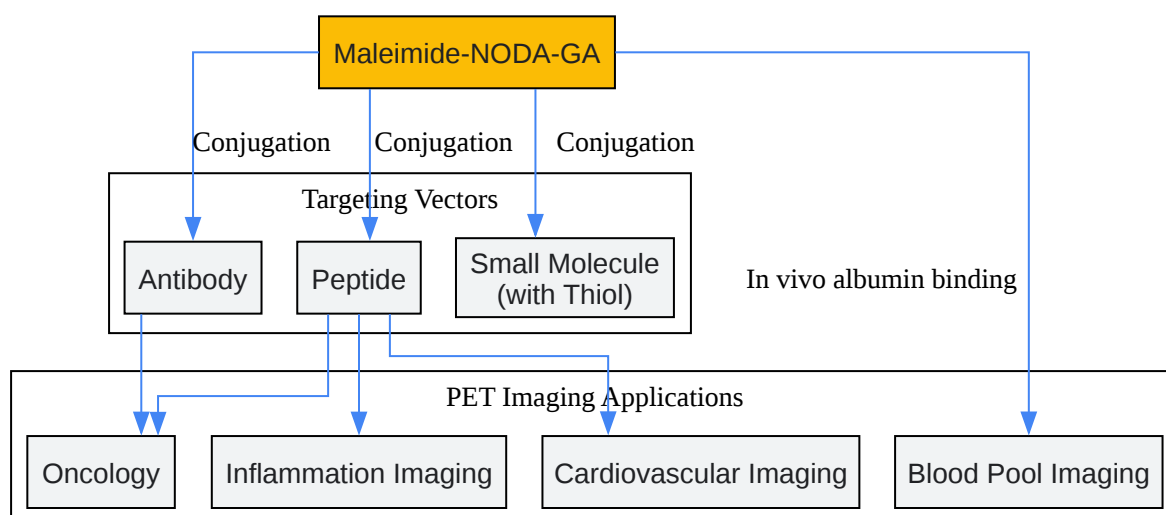 Maleimide-NODA-GA
Conjugation
Conjugation
Conjugation
Targeting Vectors
Antibody
Peptide
Small Molecule
(with Thiol)
In vivo albumin binding
PET Imaging Applications
Oncology
Inflammation Imaging
Cardiovascular Imaging
Blood Pool Imaging